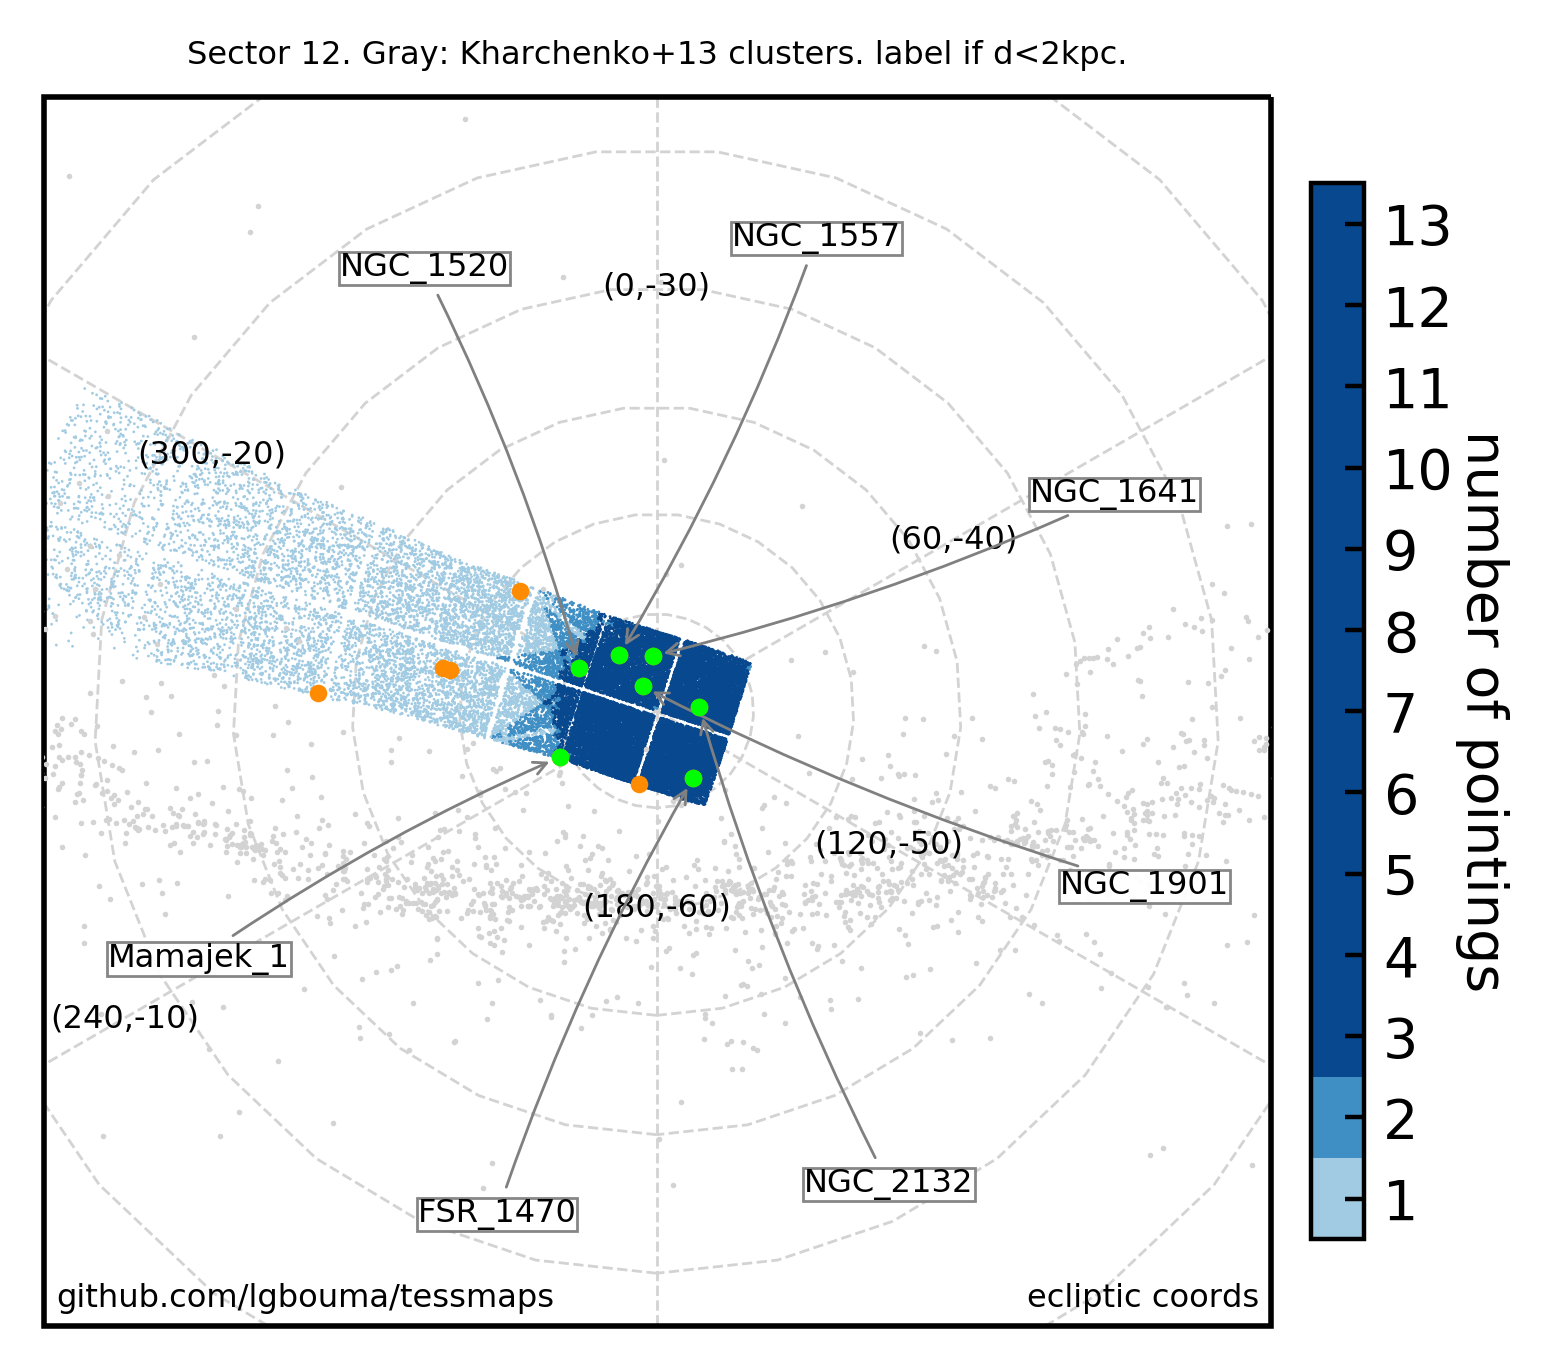 Sector 12. Gray: Kharchenko+13 clusters. label if d<2kpc.
NGC_1557
NGC_1520
(0,-30)
(300,-20)
NGC_1641
(60,-40)
(120,-50)
NGC_1901
(180,-60)
Mamajek_1
(240,-10)
NGC_2132
FSR_1470
github.com/lgbouma/tessmaps
ecliptic coords
13
12
11
10
9
8
7
6
5
4
3
2
1
number of pointings